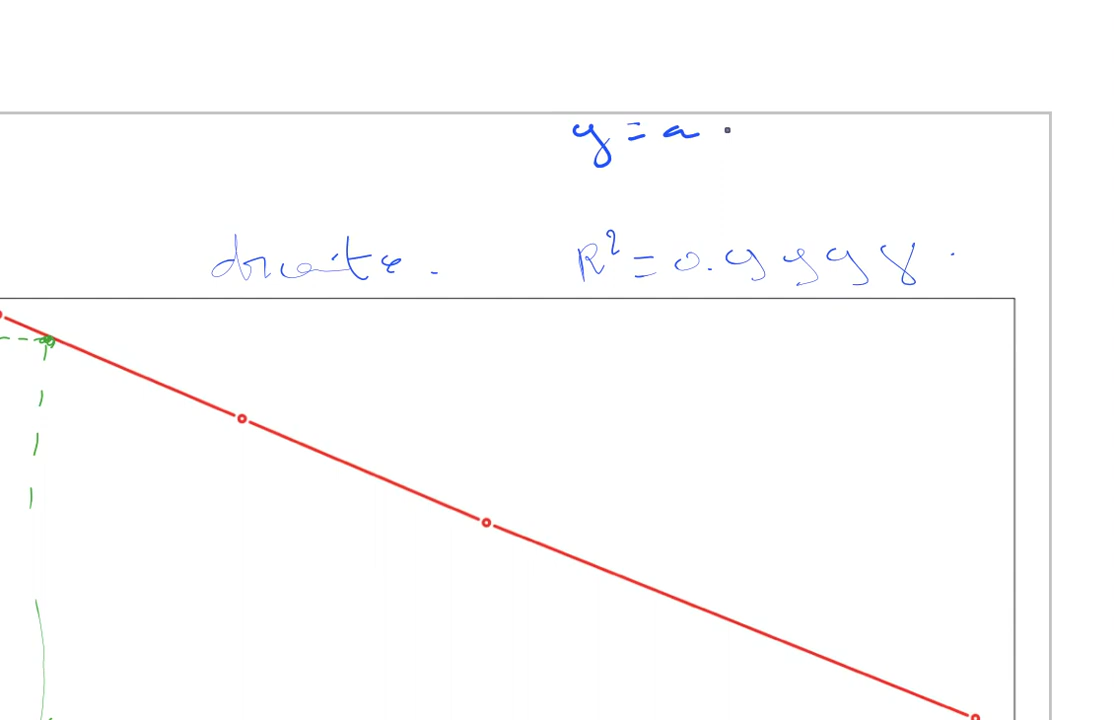 y = a
droite. R² = 0.9998.